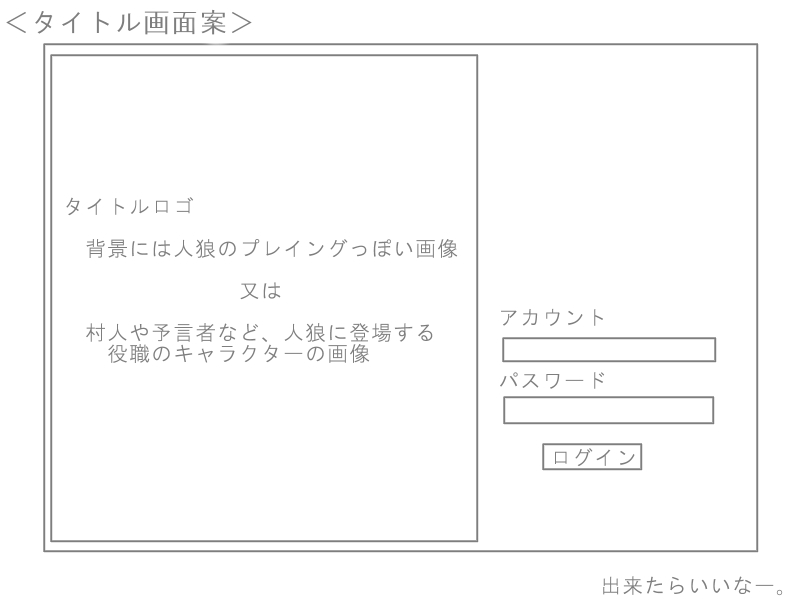 ＜タイトル画面案＞
タイトルロゴ
背景には人狼のプレイングっぽい画像
又は
村人や予言者など、人狼に登場する
役職のキャラクターの画像
アカウント
パスワード
ログイン
出来たらいいなー。